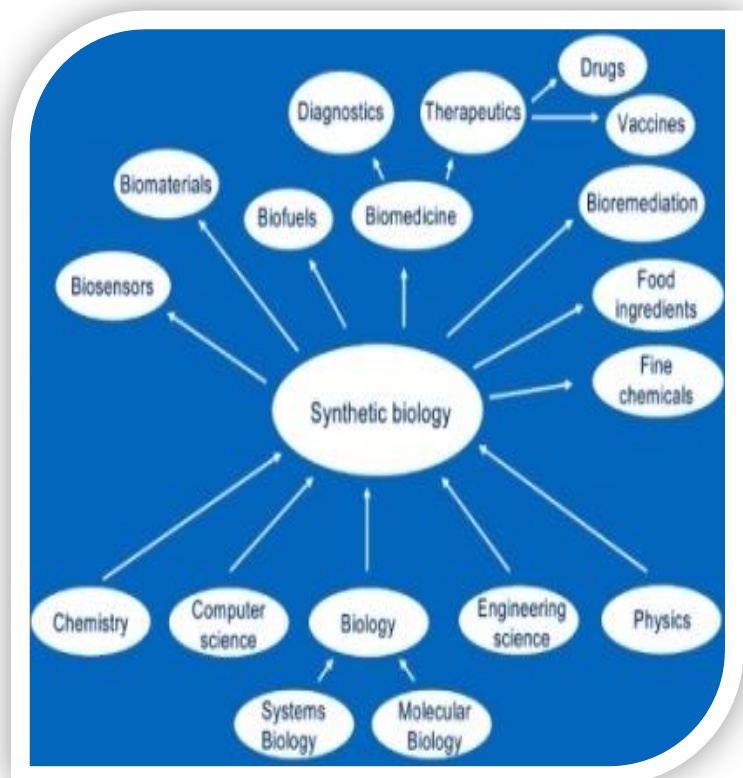 Drugs
Diagnostics
Therapeutics
Vaccines
Biomaterials
Biofuels
Biomedicine
Bioremediation
Biosensors
Food
ingredients
Fine
chemicals
Synthetic biology
Chemistry
Computer
science
Biology
Engineering
science
Physics
Systems
Biology
Molecular
Biology